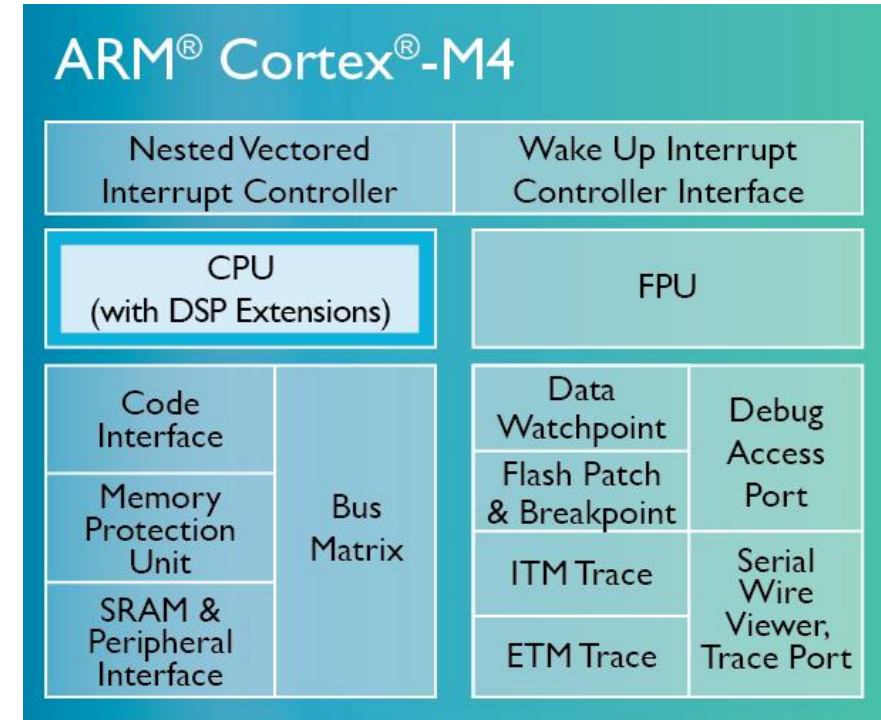 ARM® Cortex®-M4
Nested Vectored
Interrupt Controller
Wake Up Interrupt
Controller Interface
CPU
(with DSP Extensions)
FPU
Code
Interface
Memory
Protection
Unit
SRAM &
Peripheral
Interface
Bus
Matrix
Data
Watchpoint
Flash Patch
& Breakpoint
ITM Trace
ETM Trace
Debug
Access
Port
Serial
Wire
Viewer,
Trace Port